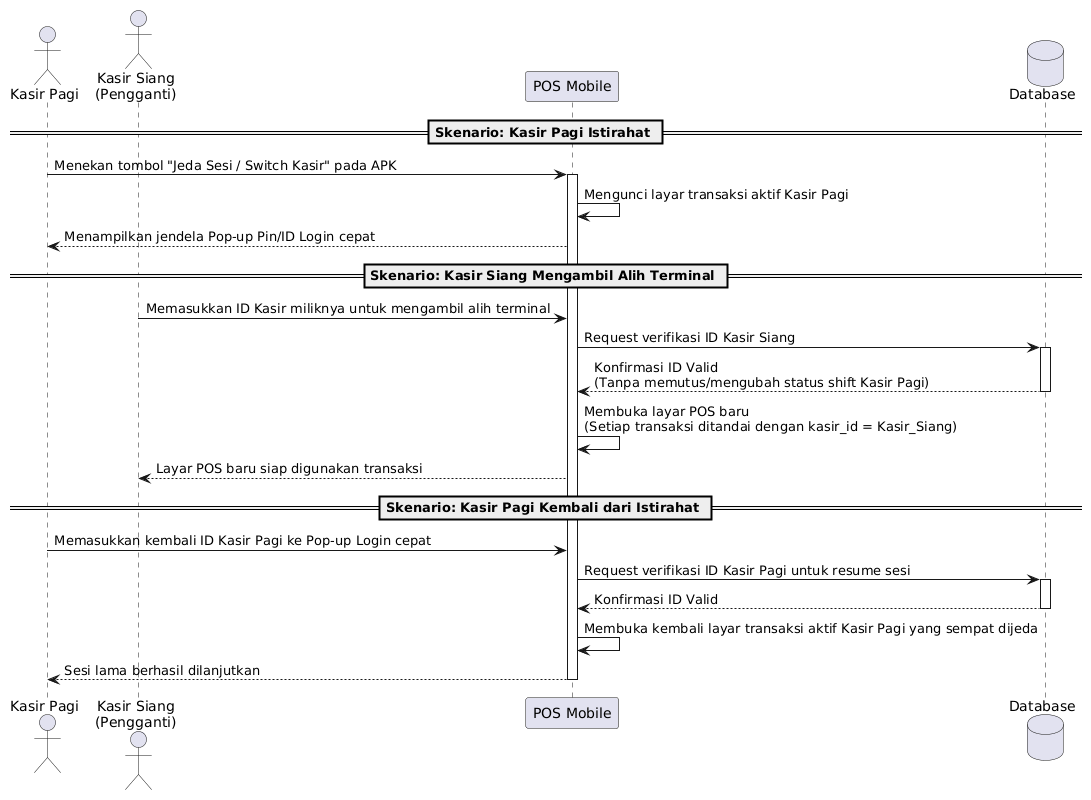 Kasir Pagi
Kasir Siang
(Pengganti)
POS Mobile
Database
Skenario: Kasir Pagi Istirahat
Menekan tombol "Jeda Sesi / Switch Kasir" pada APK
Mengunci layar transaksi aktif Kasir Pagi
Menampilkan jendela Pop-up Pin/ID Login cepat
Skenario: Kasir Siang Mengambil Alih Terminal
Memasukkan ID Kasir miliknya untuk mengambil alih terminal
Request verifikasi ID Kasir Siang
Konfirmasi ID Valid
(Tanpa memutus/mengubah status shift Kasir Pagi)
Membuka layar POS baru
(Setiap transaksi ditandai dengan kasir_id = Kasir_Siang)
Layar POS baru siap digunakan transaksi
Skenario: Kasir Pagi Kembali dari Istirahat
Memasukkan kembali ID Kasir Pagi ke Pop-up Login cepat
Request verifikasi ID Kasir Pagi untuk resume sesi
Konfirmasi ID Valid
Membuka kembali layar transaksi aktif Kasir Pagi yang sempat dijeda
Sesi lama berhasil dilanjutkan
Kasir Pagi
Kasir Siang
(Pengganti)
POS Mobile
Database